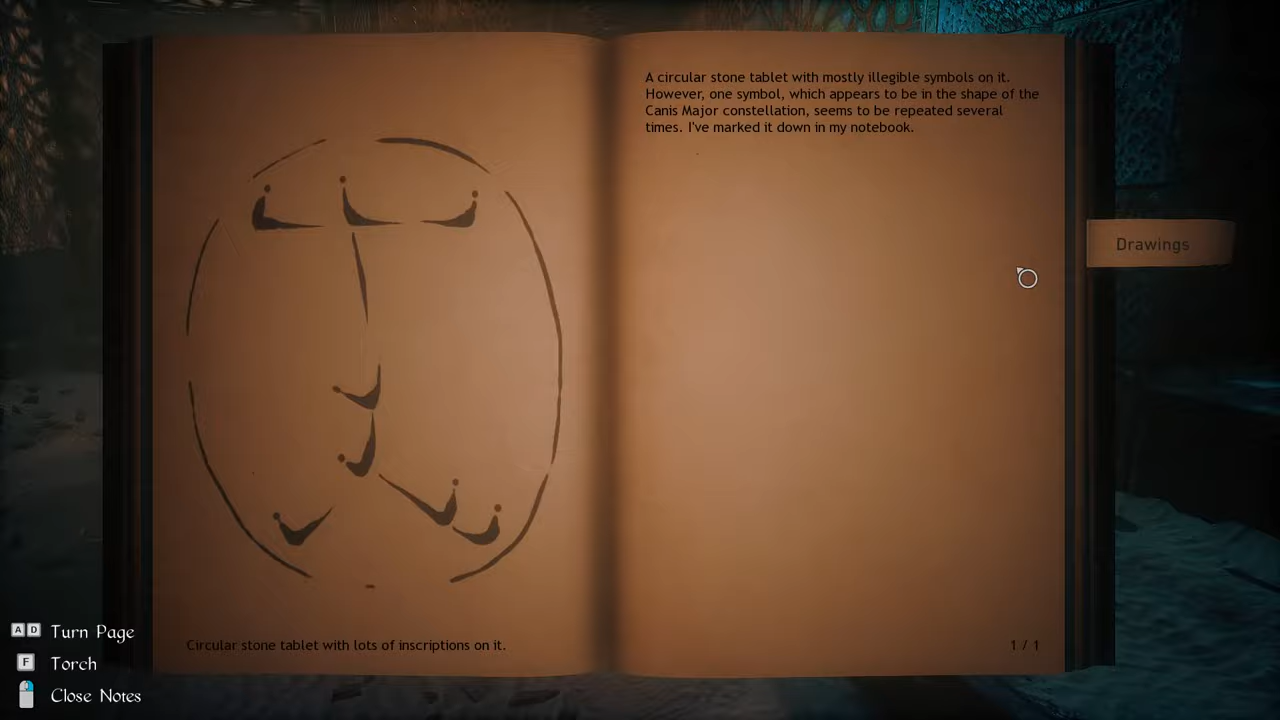 A circular stone tablet with mostly illegible symbols on it.
However, one symbol, which appears to be in the shape of the
Canis Major constellation, seems to be repeated several
times. I've marked it down in my notebook.
Drawings
Circular stone tablet with lots of inscriptions on it.
1 / 1
A D Turn Page
F Torch
Close Notes